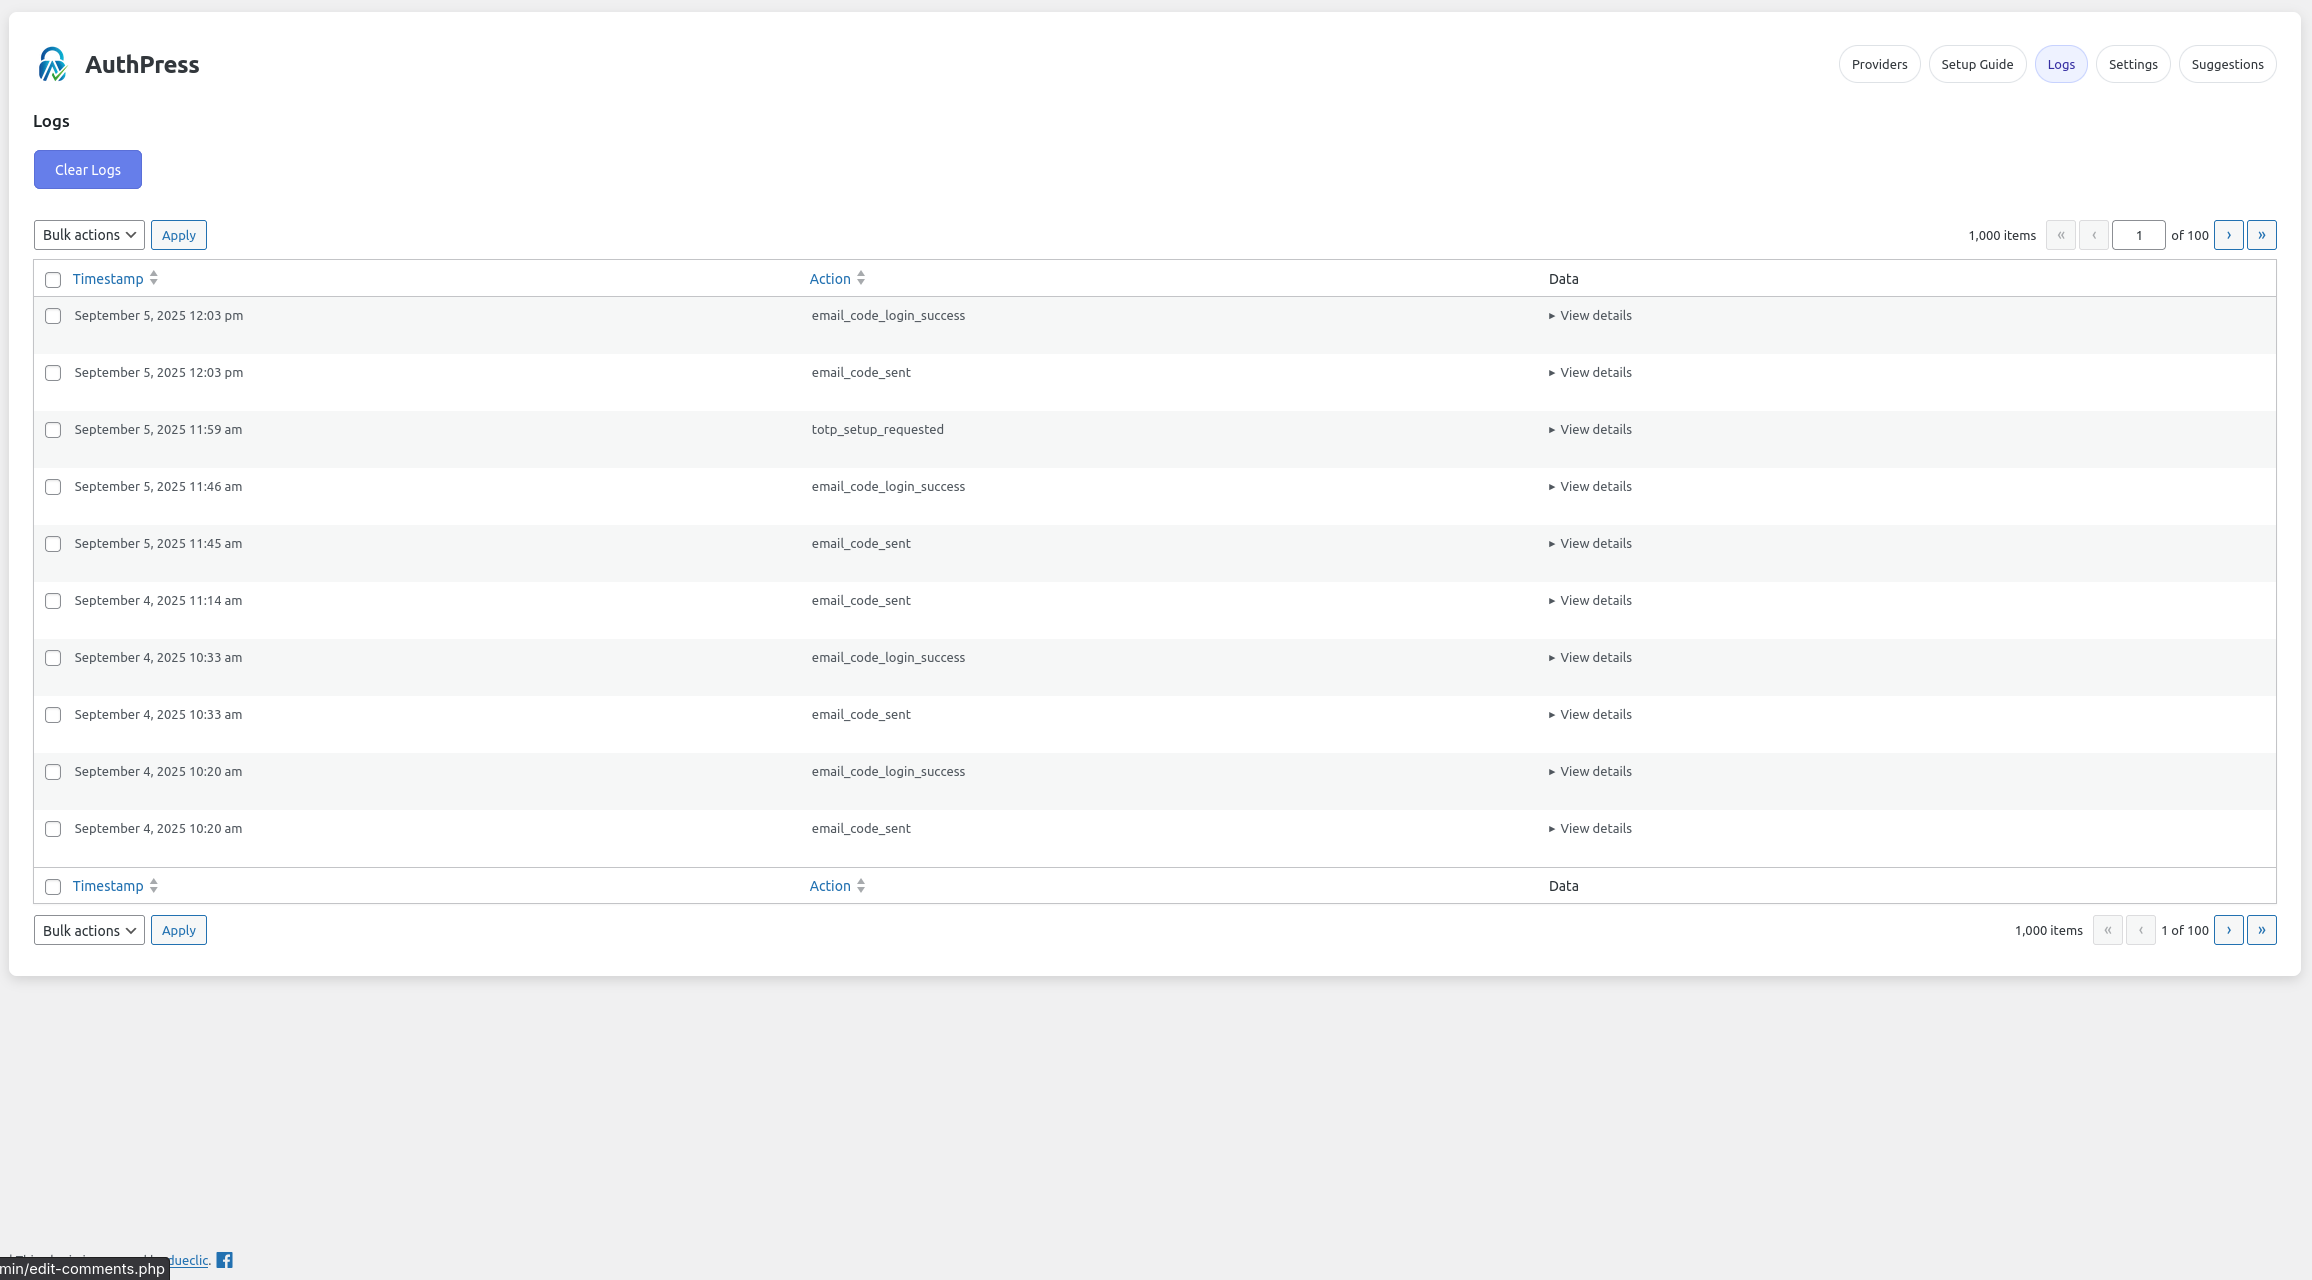 AuthPress
Providers Setup Guide Logs Settings Suggestions
Logs
Clear Logs
Bulk actions Apply 1,000 items « ‹ 1 of 100 › »
Timestamp Action Data
September 5, 2025 12:03 pm email_code_login_success ▸ View details
September 5, 2025 12:03 pm email_code_sent ▸ View details
September 5, 2025 11:59 am totp_setup_requested ▸ View details
September 5, 2025 11:46 am email_code_login_success ▸ View details
September 5, 2025 11:45 am email_code_sent ▸ View details
September 4, 2025 11:14 am email_code_sent ▸ View details
September 4, 2025 10:33 am email_code_login_success ▸ View details
September 4, 2025 10:33 am email_code_sent ▸ View details
September 4, 2025 10:20 am email_code_login_success ▸ View details
September 4, 2025 10:20 am email_code_sent ▸ View details
Timestamp Action Data
Bulk actions Apply 1,000 items « ‹ 1 of 100 › »
dueclic.
min/edit-comments.php